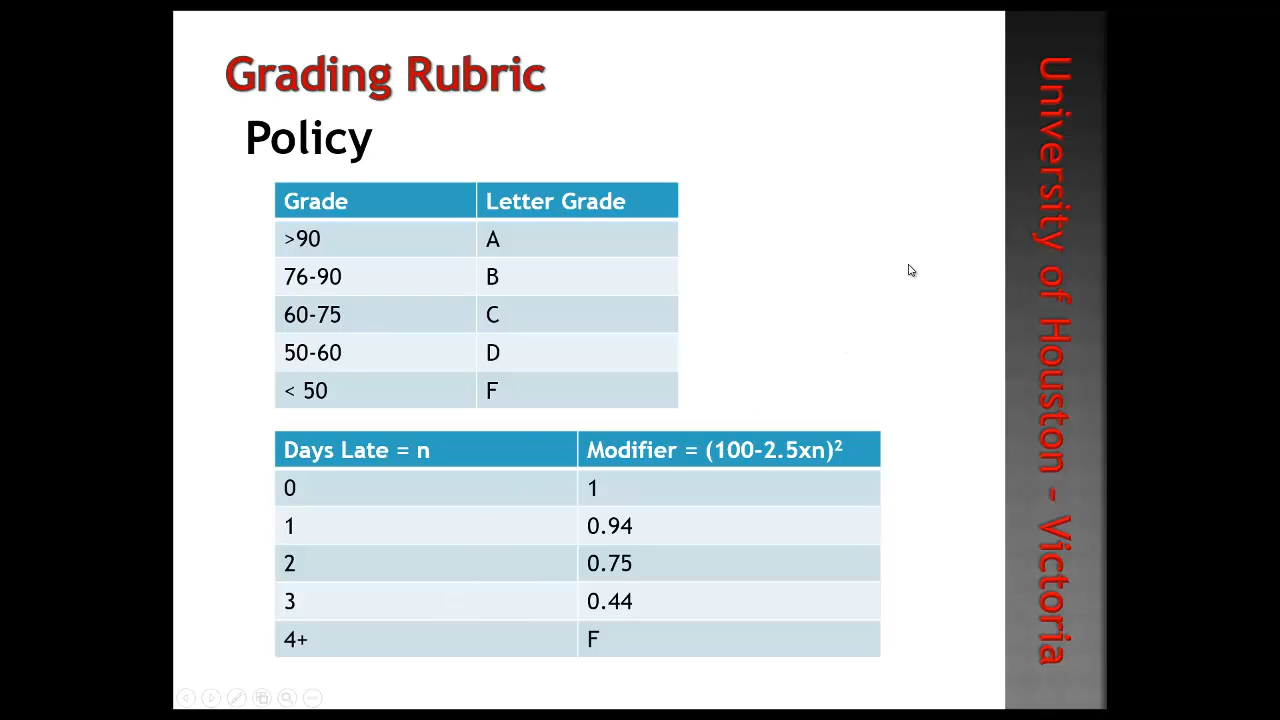 Grading Rubric
Policy
Grade Letter Grade
>90 A
76-90 B
60-75 C
50-60 D
< 50 F
Days Late = n Modifier = (100-2.5xn)²
0 1
1 0.94
2 0.75
3 0.44
4+ F
University of Houston - Victoria